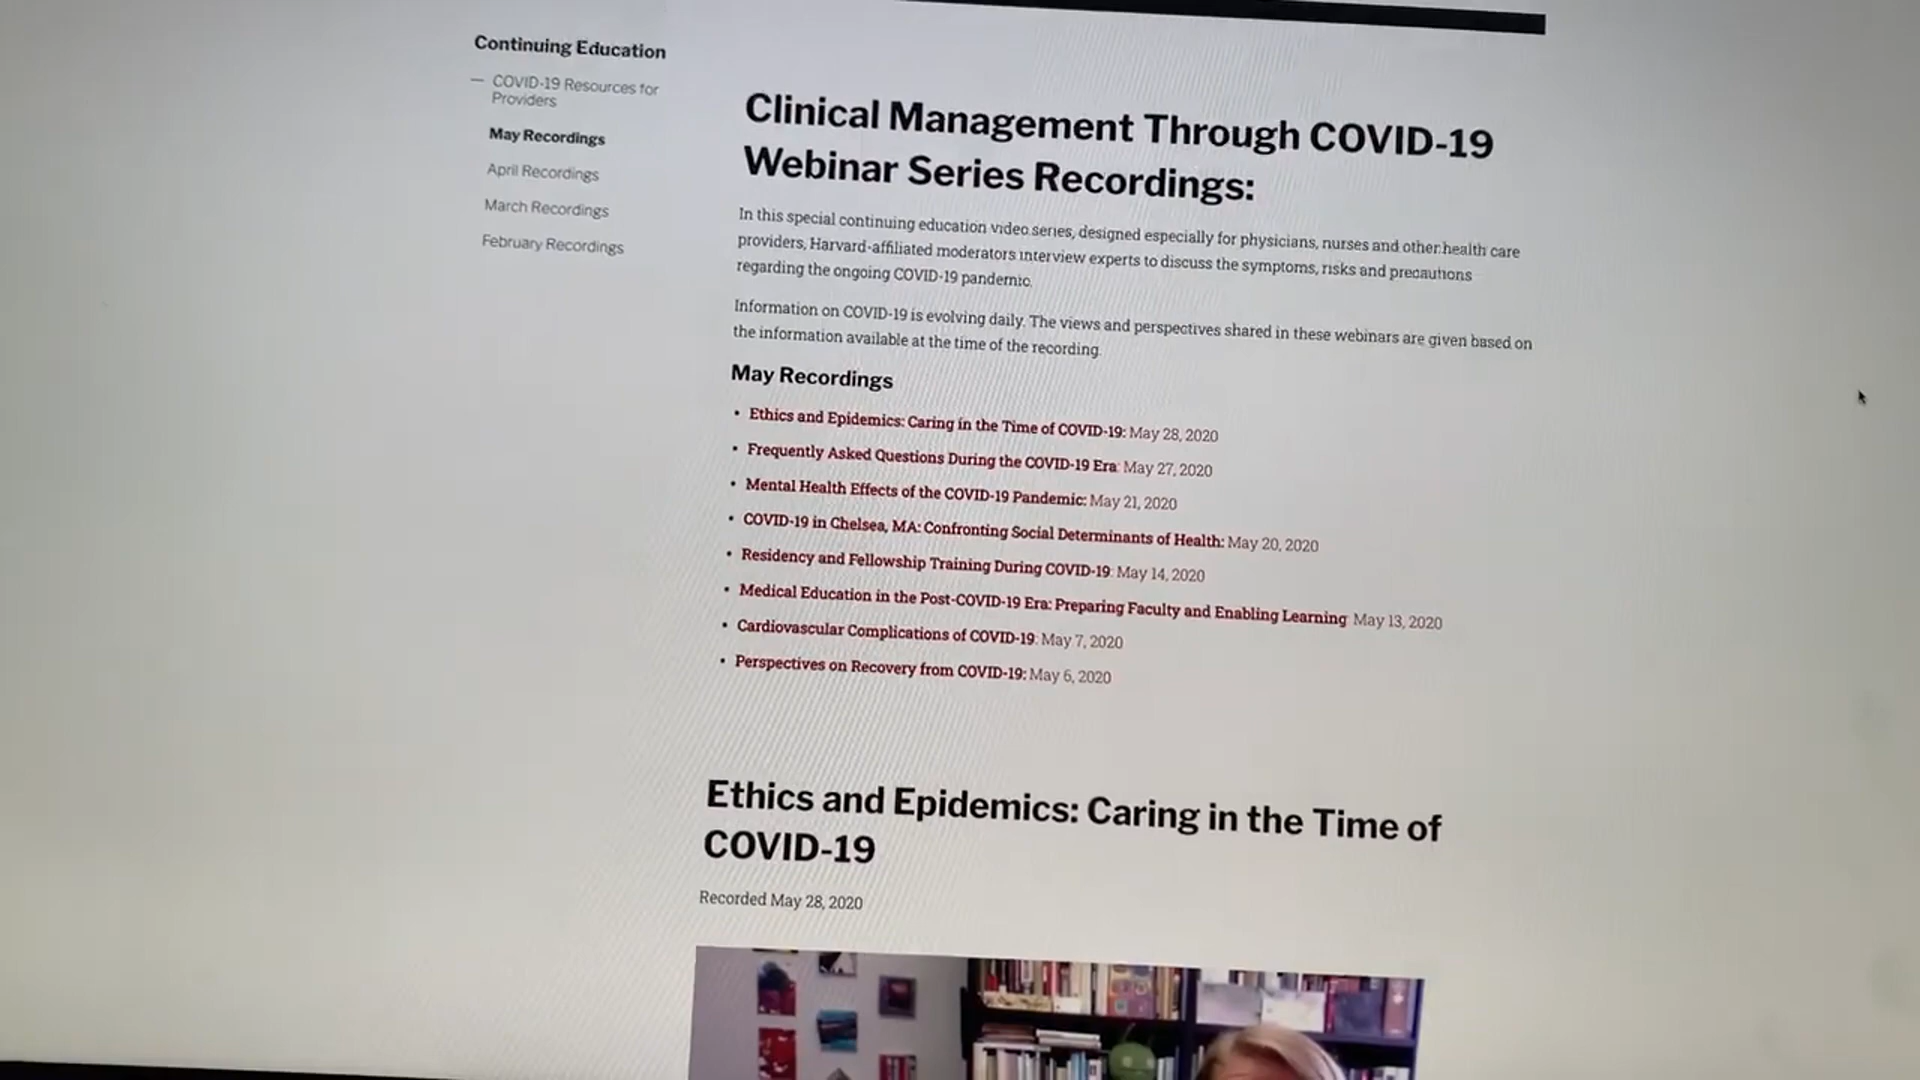 Continuing Education
— COVID-19 Resources for
Providers
May Recordings
April Recordings
March Recordings
February Recordings
Clinical Management Through COVID-19
Webinar Series Recordings:
In this special continuing education video series, designed especially for physicians, nurses and other health care
providers, Harvard-affiliated moderators interview experts to discuss the symptoms, risks and precautions
regarding the ongoing COVID-19 pandemic.
Information on COVID-19 is evolving daily. The views and perspectives shared in these webinars are given based on
the information available at the time of the recording.
May Recordings
• Ethics and Epidemics: Caring in the Time of COVID-19: May 28, 2020
• Frequently Asked Questions During the COVID-19 Era: May 27, 2020
• Mental Health Effects of the COVID-19 Pandemic: May 21, 2020
• COVID-19 in Chelsea, MA: Confronting Social Determinants of Health: May 20, 2020
• Residency and Fellowship Training During COVID-19: May 14, 2020
• Medical Education in the Post-COVID-19 Era: Preparing Faculty and Enabling Learning: May 13, 2020
• Cardiovascular Complications of COVID-19: May 7, 2020
• Perspectives on Recovery from COVID-19: May 6, 2020
Ethics and Epidemics: Caring in the Time of
COVID-19
Recorded May 28, 2020